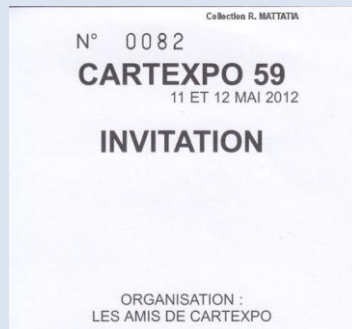 Collection R. MATTATIA
N° 0082
CARTEXPO 59
11 ET 12 MAI 2012
INVITATION
ORGANISATION :
LES AMIS DE CARTEXPO